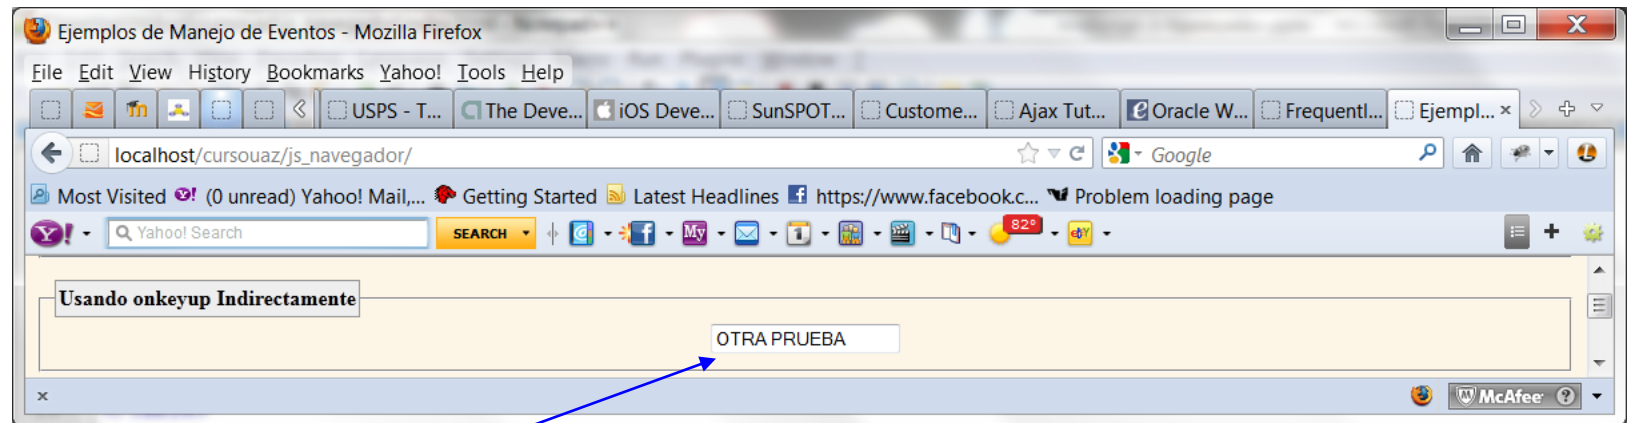 Ejemplos de Manejo de Eventos - Mozilla Firefox
File Edit View History Bookmarks Yahoo! Tools Help
USPS - T... The Deve... iOS Deve... SunSPOT... Custome... Ajax Tut... Oracle W... Frequentl... Ejempl...
localhost/cursouaz/js_navegador/ Google
Most Visited (0 unread) Yahoo! Mail,... Getting Started Latest Headlines https://www.facebook.c... Problem loading page
Y! Yahoo! Search SEARCH My 1 82° ebY
Usando onkeyup Indirectamente
OTRA PRUEBA
x McAfee